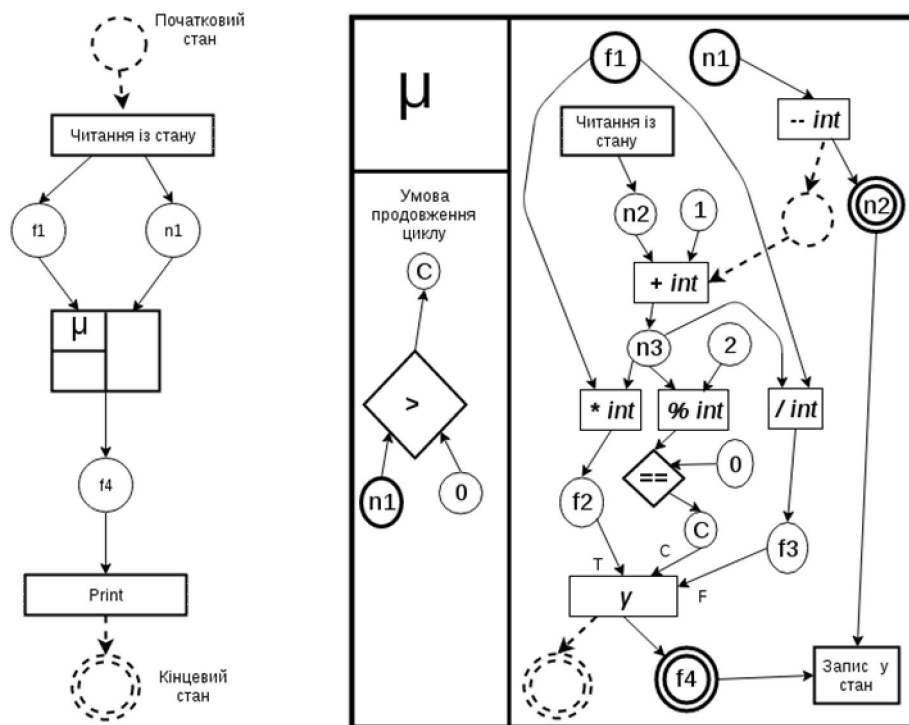 Початковий
стан
Читання із стану
f1
n1
μ
f4
Print
Кінцевий
стан
μ
Умова
продовження
циклу
C
>
n1
0
f1
n1
-- int
Читання із
стану
n2
1
n2
+ int
n3
2
* int
% int
/ int
==
0
f2
C
f3
T
C
F
γ
f4
Запис у
стан